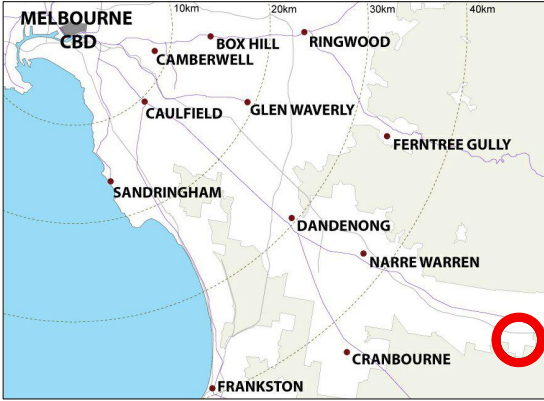 MELBOURNE
CBD
10km
20km
30km
40km
BOX HILL
RINGWOOD
CAMBERWELL
CAULFIELD
GLEN WAVERLY
FERNTREE GULLY
SANDRINGHAM
DANDENONG
NARRE WARREN
CRANBOURNE
FRANKSTON